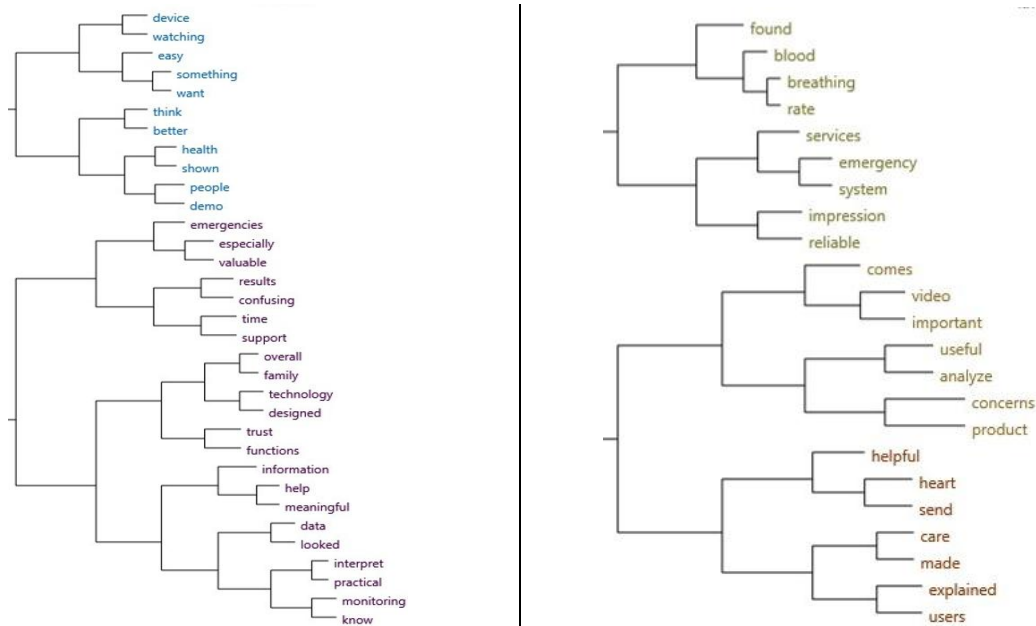 device
watching
easy
something
want
think
better
health
shown
people
demo
emergencies
especially
valuable
results
confusing
time
support
overall
family
technology
designed
trust
functions
information
help
meaningful
data
looked
interpret
practical
monitoring
know
found
blood
breathing
rate
services
emergency
system
impression
reliable
comes
video
important
useful
analyze
concerns
product
helpful
heart
send
care
made
explained
users